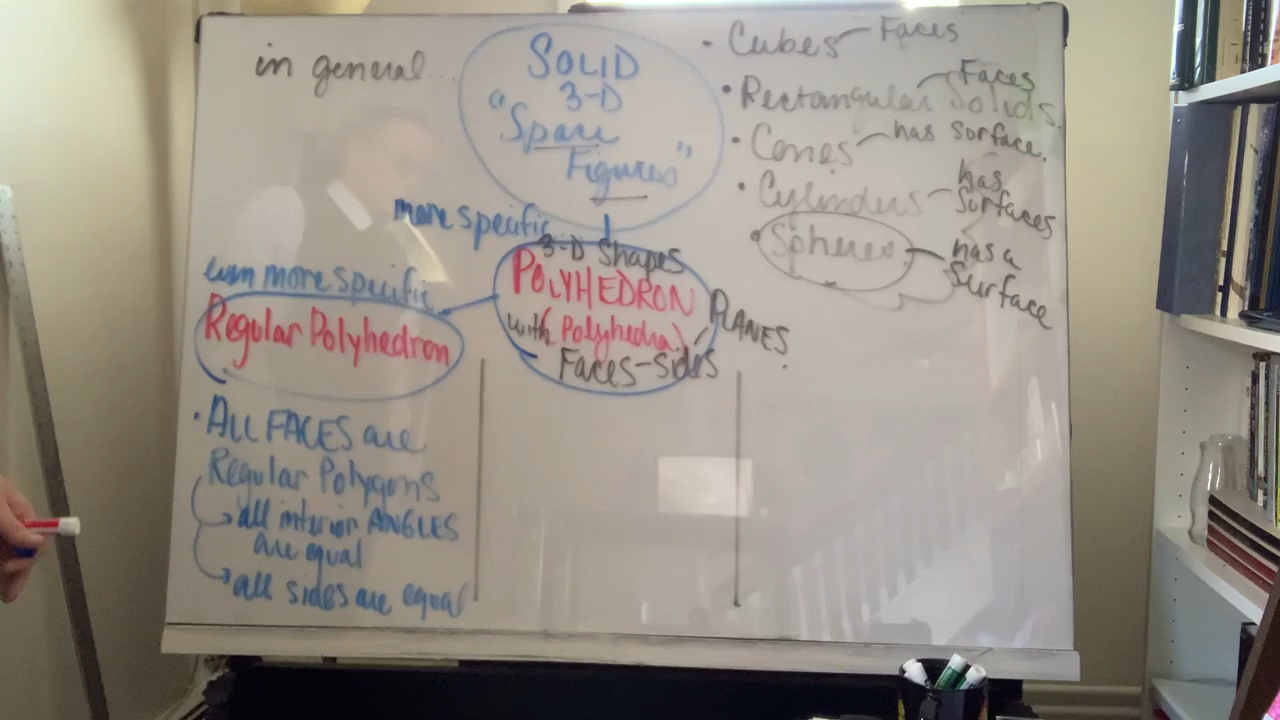 in general...
SOLID
3-D
"Space
Figures"
• Cubes - Faces
• Rectangular Solids. - Faces
• Cones - has surface.
• Cylinders - has
surfaces
• Spheres - has a
surface
more specific
3-D Shapes
POLYHEDRON
with (Polyhedra)
Faces-sides
PLANES.
even more specific
Regular Polyhedron
• ALL FACES are
Regular Polygons
all interior ANGLES
are equal
all sides are equal